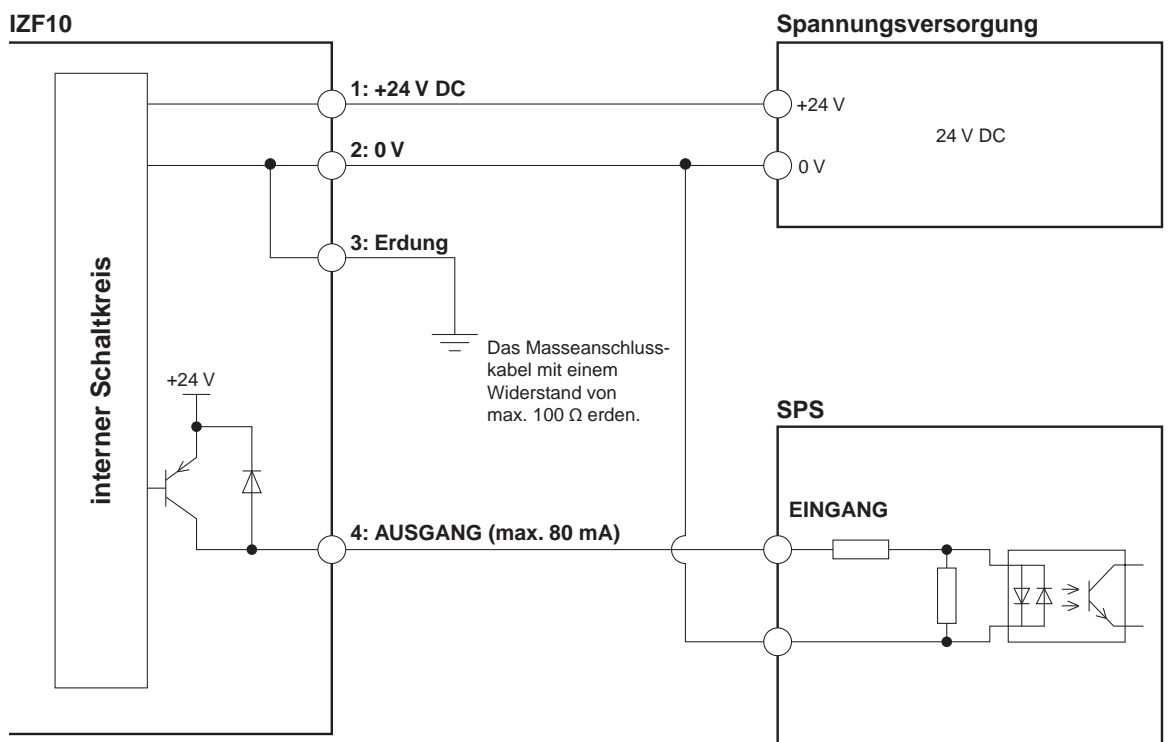 IZF10
Spannungsversorgung
1: +24 V DC
+24 V
24 V DC
2: 0 V
0 V
3: Erdung
interner Schaltkreis
Das Masseanschluss-
kabel mit einem
Widerstand von
max. 100 Ω erden.
+24 V
SPS
EINGANG
4: AUSGANG (max. 80 mA)